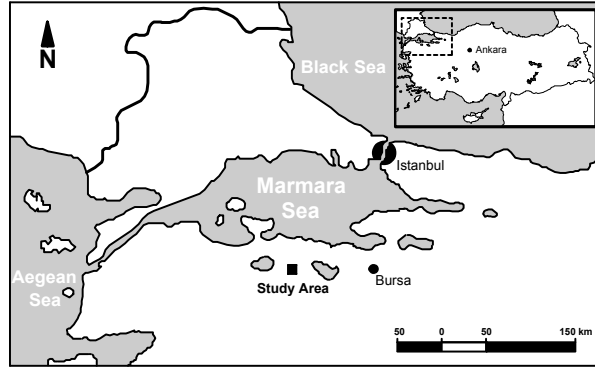 N
Black Sea
Ankara
Istanbul
Marmara
Sea
Aegean
Sea
Study Area
Bursa
50 0 50 150 km